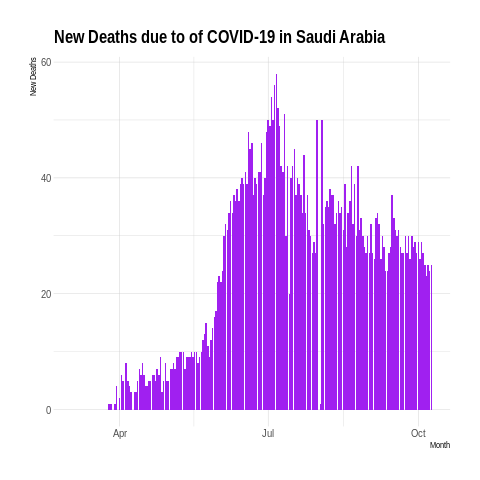 New Deaths due to of COVID-19 in Saudi Arabia
New Deaths
60
40
20
0
Apr
Jul
Oct
Month